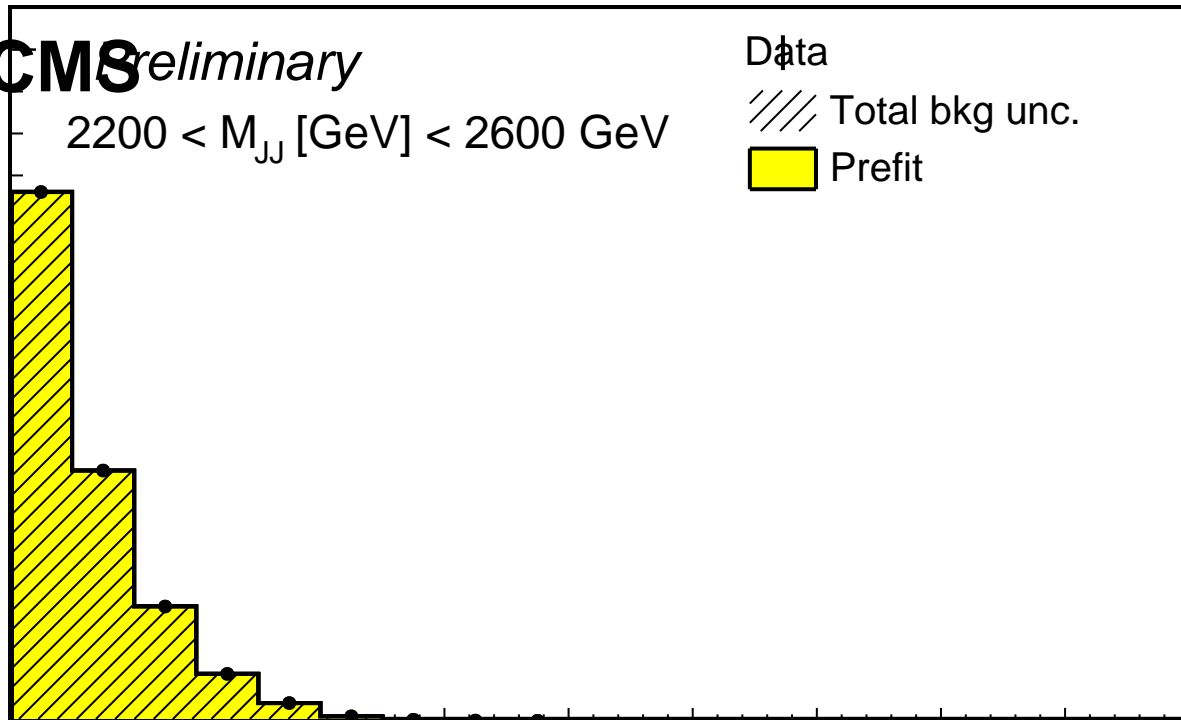 CMS Preliminary
2200 < M_JJ [GeV] < 2600 GeV
Data
Total bkg unc.
Prefit